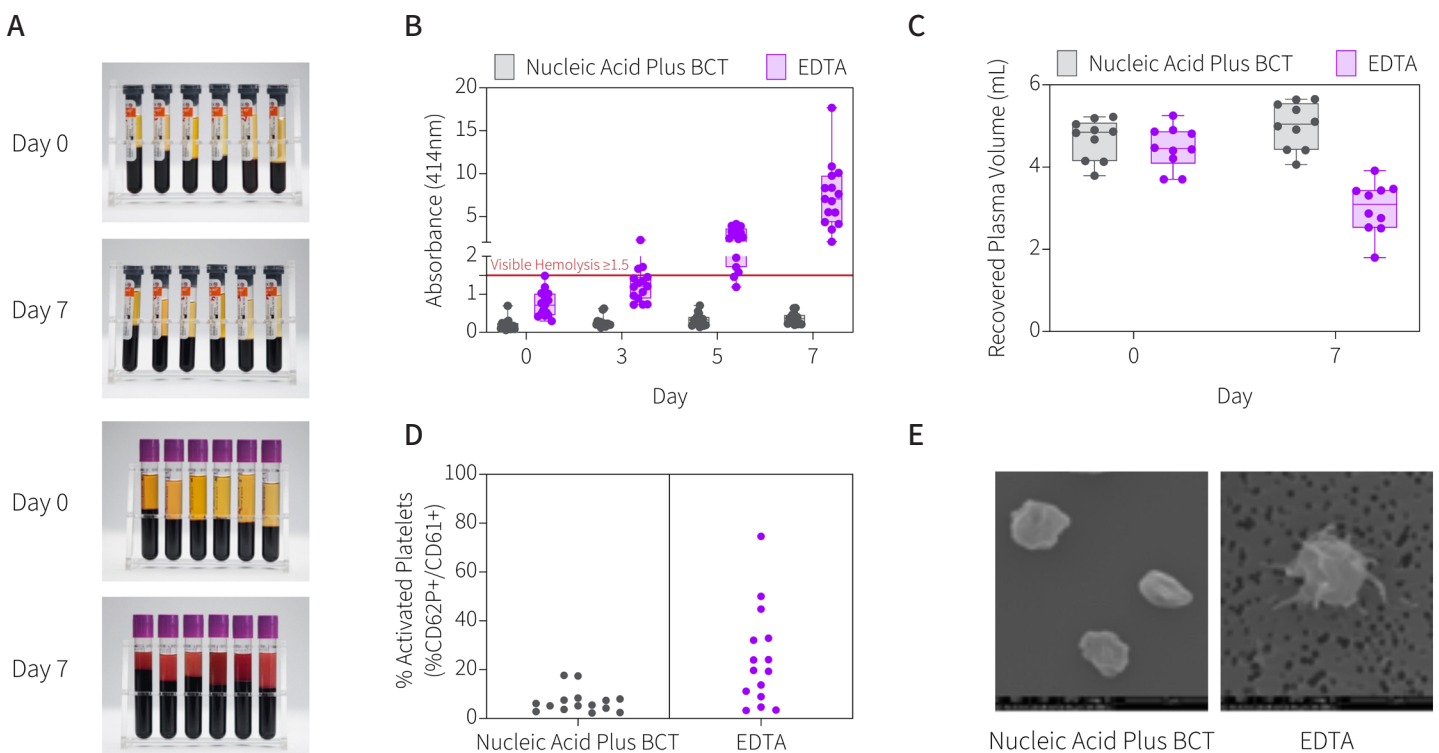 A
Day 0
Day 7
Day 0
Day 7
B
Nucleic Acid Plus BCT
EDTA
Absorbance (414nm)
20
15
10
5
2
Visible Hemolysis ≥1.5
1
0
0 3 5 7
Day
C
Nucleic Acid Plus BCT
EDTA
Recovered Plasma Volume (mL)
6
4
2
0
0 7
Day
D
% Activated Platelets
(%CD62P+/CD61+)
100
80
60
40
20
0
Nucleic Acid Plus BCT EDTA
E
Nucleic Acid Plus BCT EDTA